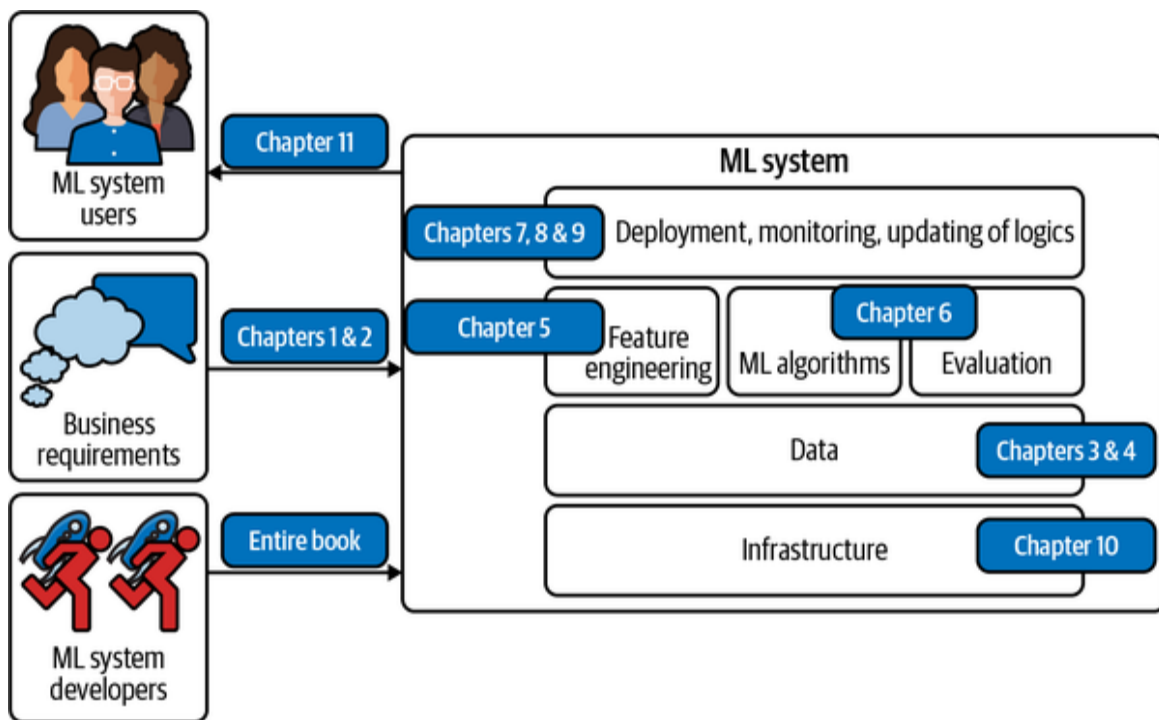 ML system
users
Chapter 11
Business
requirements
Chapters 1 & 2
ML system
developers
Entire book
ML system
Chapters 7, 8 & 9
Deployment, monitoring, updating of logics
Chapter 5
Feature
engineering
ML algorithms
Chapter 6
Evaluation
Data
Chapters 3 & 4
Infrastructure
Chapter 10